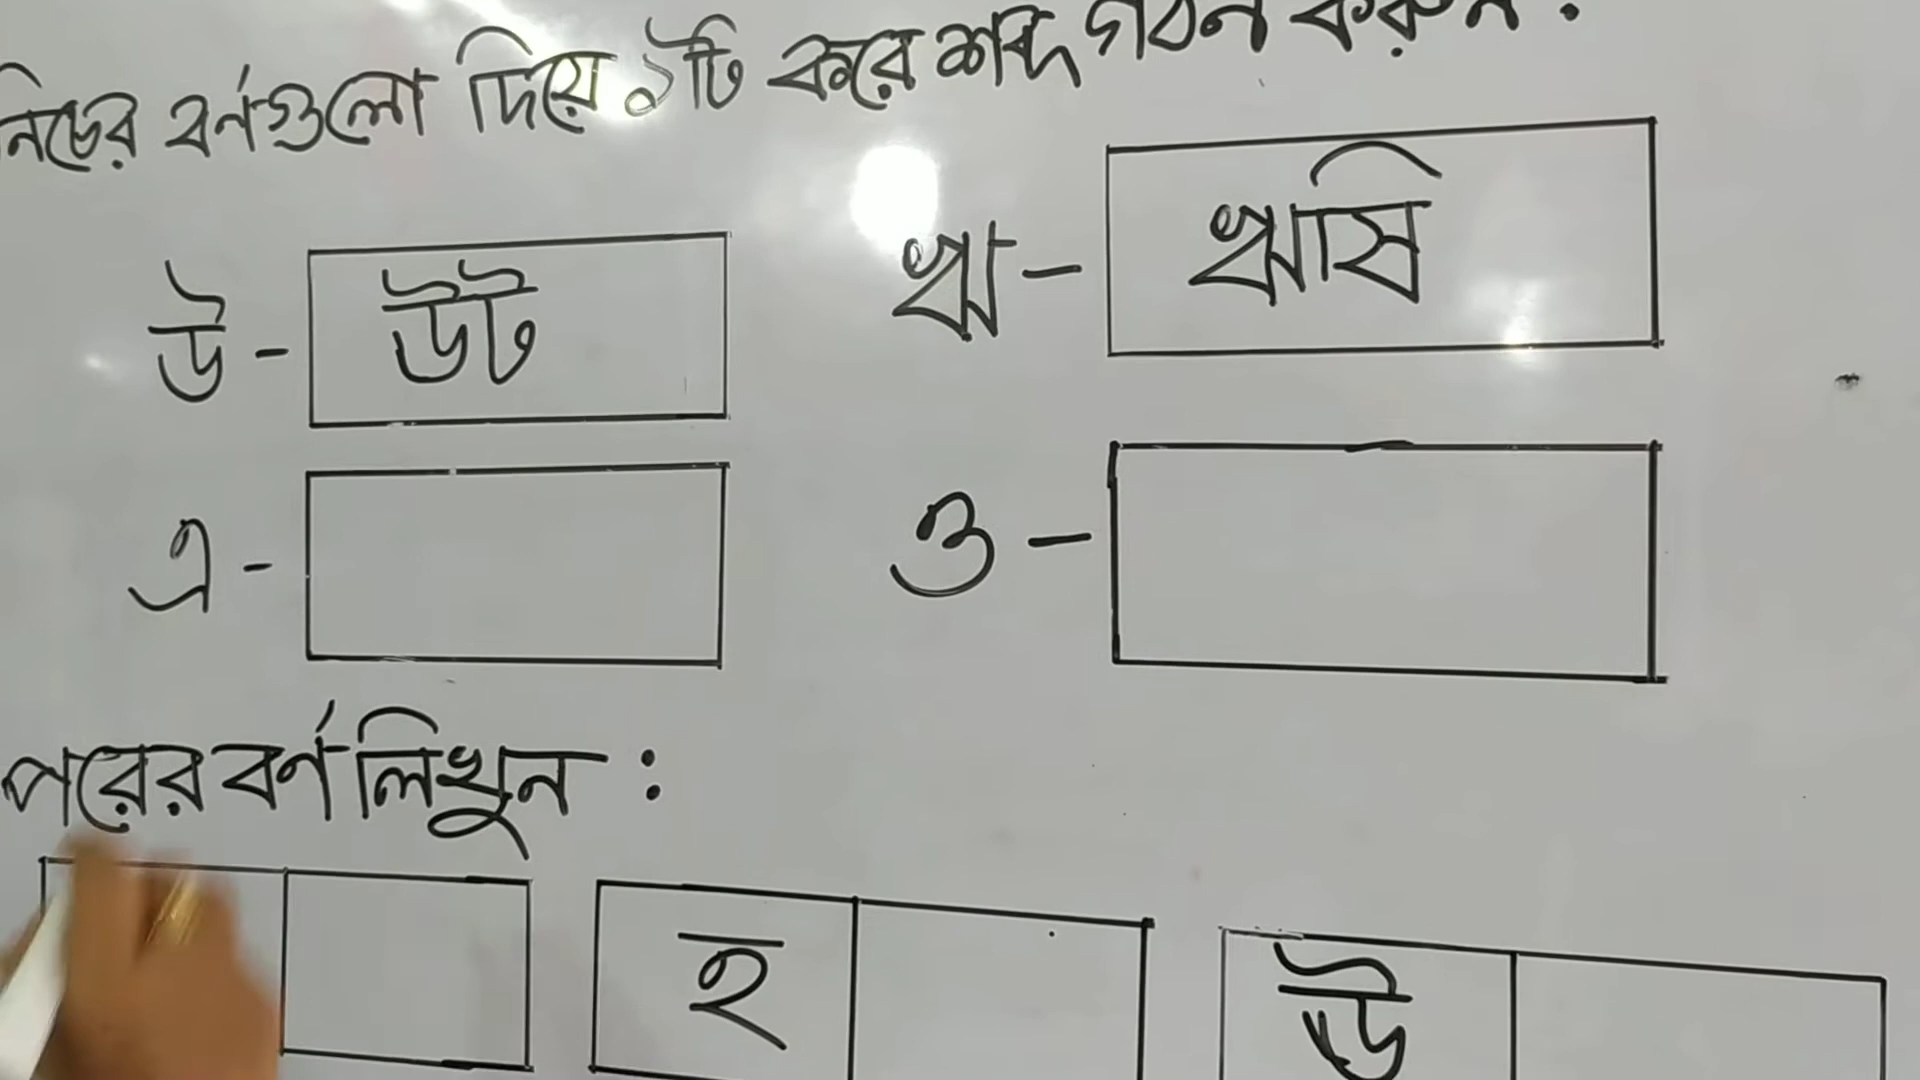 নিচের বর্ণগুলো দিয়ে ১টি করে শব্দ গঠন করুন :
উ - উট
ঋ - ঋষি
এ -
ও -
পরের বর্ণ লিখুন :
হ
ঊ